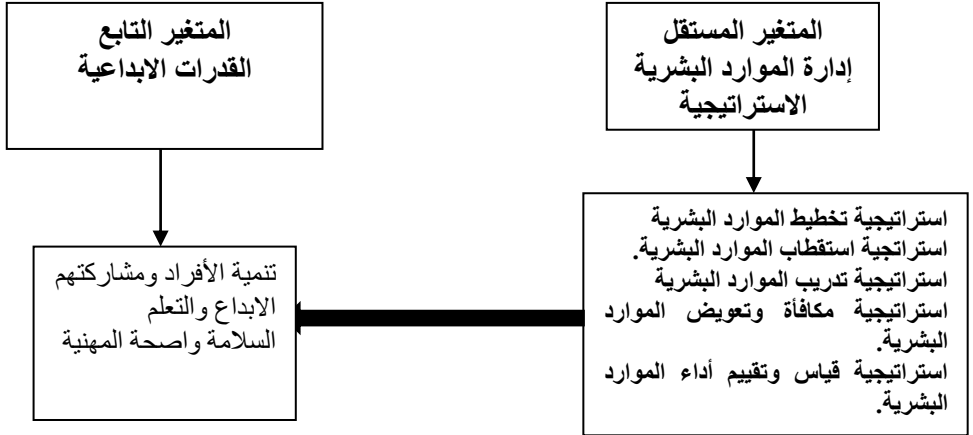 المتغير المستقل
إدارة الموارد البشرية
الاستراتيجية
المتغير التابع
القدرات الابداعية
استراتيجية تخطيط الموارد البشرية
استراتجية استقطاب الموارد البشرية.
استراتيجية تدريب الموارد البشرية
استراتيجية مكافأة وتعويض الموارد
البشرية.
استراتيجية قياس وتقييم أداء الموارد
البشرية.
تنمية الأفراد ومشاركتهم
الابداع والتعلم
السلامة واصحة المهنية